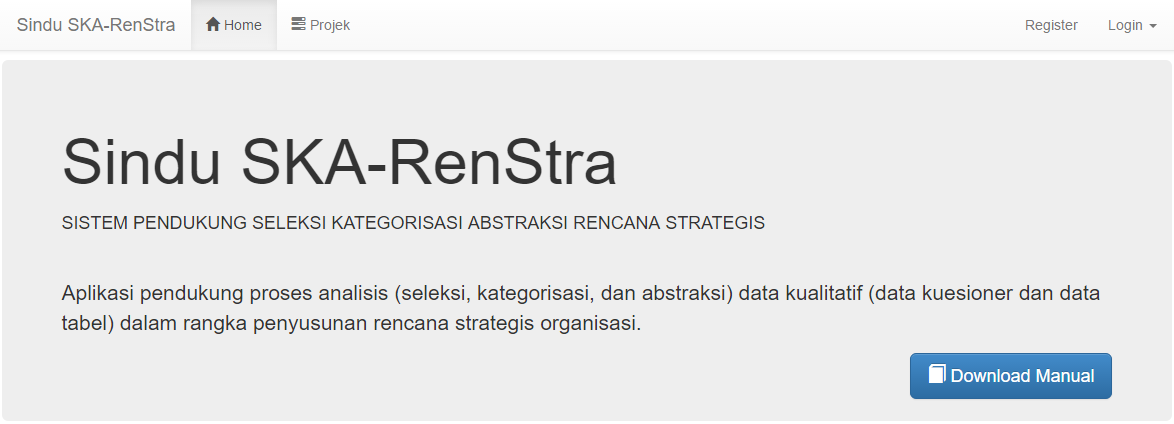 Sindu SKA-RenStra Home Projek Register Login
Sindu SKA-RenStra
SISTEM PENDUKUNG SELEKSI KATEGORISASI ABSTRAKSI RENCANA STRATEGIS
Aplikasi pendukung proses analisis (seleksi, kategorisasi, dan abstraksi) data kualitatif (data kuesioner dan data
tabel) dalam rangka penyusunan rencana strategis organisasi.
Download Manual